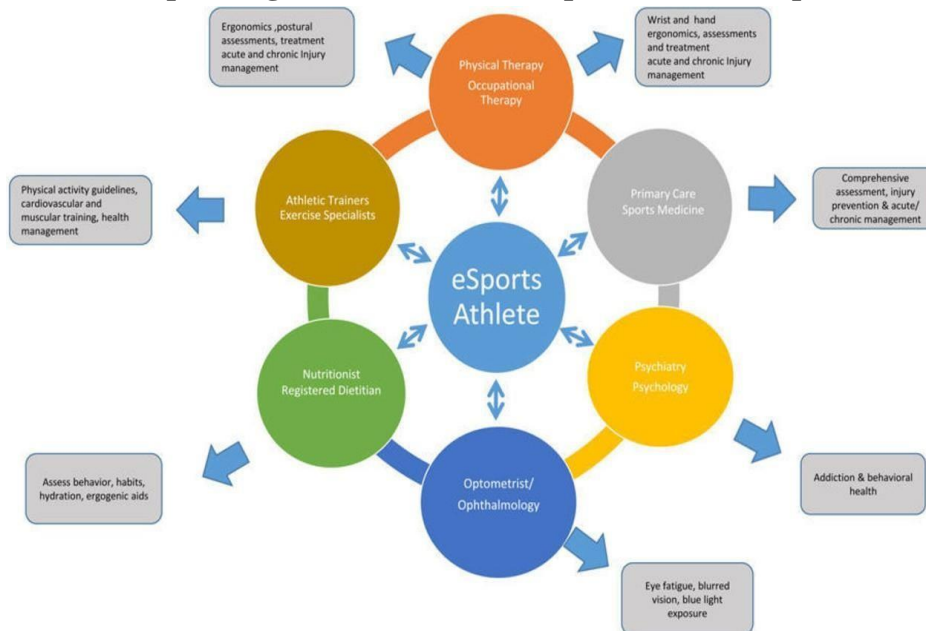 Ergonomics ,postural
assessments, treatment
acute and chronic Injury
management
Wrist and hand
ergonomics, assessments
and treatment
acute and chronic Injury
management
Physical Therapy
Occupational
Therapy
Athletic Trainers
Exercise Specialists
Primary Care
Sports Medicine
Physical activity guidelines,
cardiovascular and
muscular training, health
management
Comprehensive
assessment, injury
prevention & acute/
chronic management
eSports
Athlete
Nutritionist
Registered Dietitian
Psychiatry
Psychology
Optometrist/
Ophthalmology
Assess behavior, habits,
hydration, ergogenic aids
Addiction & behavioral
health
Eye fatigue, blurred
vision, blue light
exposure